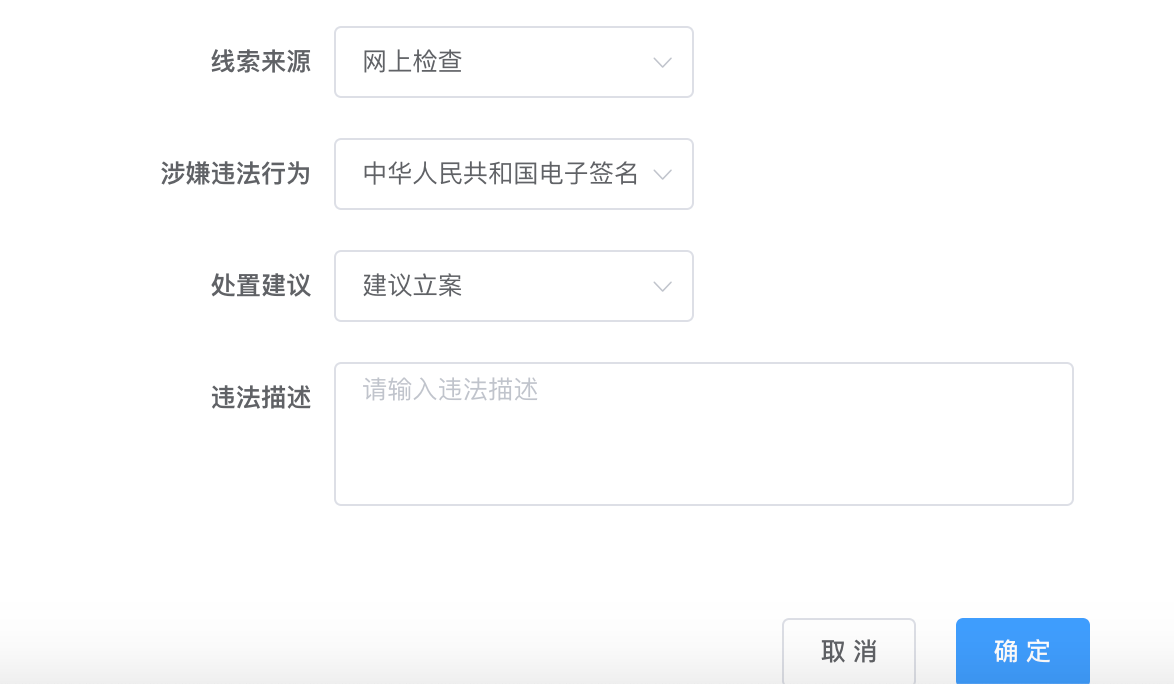 线索来源 网上检查
涉嫌违法行为 中华人民共和国电子签名
处置建议 建议立案
违法描述 请输入违法描述
取消 确定